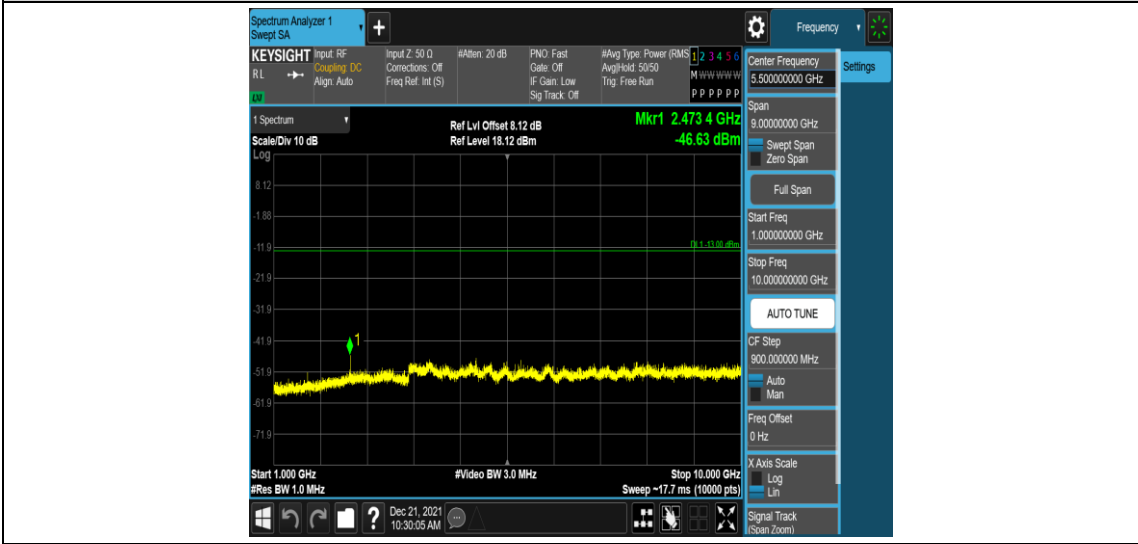 Spectrum Analyzer 1
Swept SA
+
Frequency
KEYSIGHT
RL
LXI
Input: RF
Coupling: DC
Align: Auto
Input Z: 50 Ω
Corrections: Off
Freq Ref: Int (S)
#Atten: 20 dB
PNO: Fast
Gate: Off
IF Gain: Low
Sig Track: Off
#Avg Type: Power (RMS
Avg|Hold: 50/50
Trig: Free Run
1 2 3 4 5 6
M W W W W W
P P P P P P
1 Spectrum
Scale/Div 10 dB
Ref Lvl Offset 8.12 dB
Ref Level 18.12 dBm
Mkr1 2.473 4 GHz
-46.63 dBm
Log
8.12
-1.88
-11.9
DL1 -13.00 dBm
-21.9
-31.9
-41.9
1
-51.9
-61.9
-71.9
Start 1.000 GHz
#Video BW 3.0 MHz
Stop 10.000 GHz
#Res BW 1.0 MHz
Sweep ~17.7 ms (10000 pts)
?
Dec 21, 2021
10:30:05 AM
Center Frequency
5.500000000 GHz
Settings
Span
9.00000000 GHz
Swept Span
Zero Span
Full Span
Start Freq
1.000000000 GHz
Stop Freq
10.000000000 GHz
AUTO TUNE
CF Step
900.000000 MHz
Auto
Man
Freq Offset
0 Hz
X Axis Scale
Log
Lin
Signal Track
(Span Zoom)